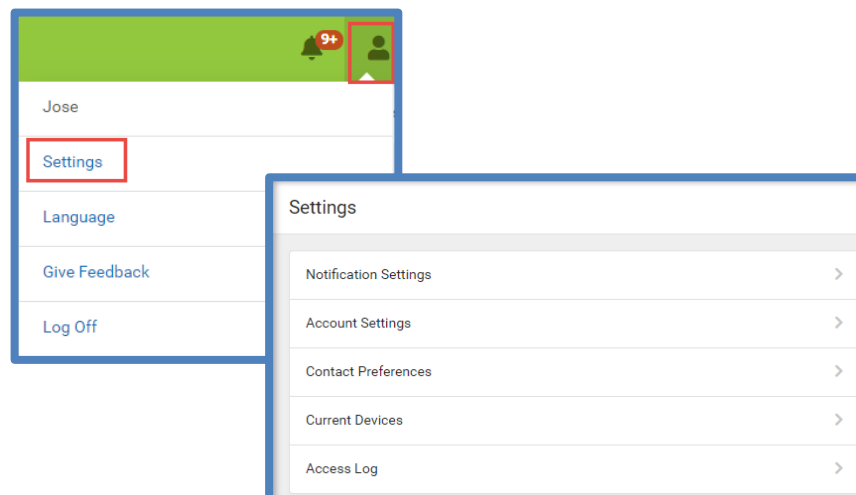 9+
Jose
Settings
Language
Give Feedback
Log Off
Settings
Notification Settings
Account Settings
Contact Preferences
Current Devices
Access Log